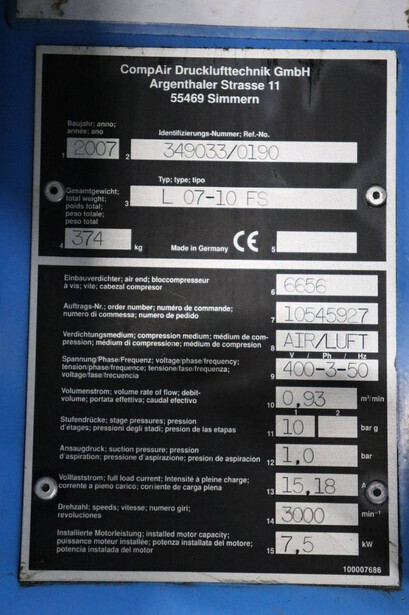 CompAir Drucklufttechnik GmbH
Argenthaler Strasse 11
55469 Simmern
Baujahr; anno;
année; ano
1 2007
Identifizierungs-Nummer; Ref.-No.
2 349033/0190
Typ; type; tipo
3 L 07-10 FS
Gesamtgewicht;
total weight;
poids total;
peso totale;
peso total
4 374 kg
Made in Germany CE 5
Einbauverdichter; air end; bloccompresseur
à vis; vite; cabezal compresor
6 6656
Auftrags-Nr.; order number; numéro de commande;
numero di commessa; numero de pedido
7 10545927
Verdichtungsmedium; compression medium; médium de com-
pression; médium di compressione; médium de compresion
8 AIR/LUFT
Spannung/Phase/Frequenz; voltage/phase/frequency;
tension/phase/fréquence; tensione/fase/frequenza;
voltage/fase/frecuencia
V / Ph / Hz
9 400-3-50
Volumenstrom; volume rate of flow; debit-
volume; portata effettiva; caudal efectivo
10 0,93 m³/min
Stufendrücke; stage pressures; pression
d'étages; pressioni degli stadi; presion de las etapas
1 2
11 10 bar g
Ansaugdruck; suction pressure; pression
d'aspiration; pressione d'aspirazione; presion de aspiracion
12 1,0 bar
Volllaststrom; full load current; Intensité a pleine charge;
corrente a pieno carico; corriente de carga plena
13 15,18 A
Drehzahl; speeds; vitesse; numero giri;
revoluciones
14 3000 min⁻¹
Installierte Motorleistung; installed motor capacity;
puissance moteur installée; potenza installata del motore;
potencia instalada del motor
15 7,5 kW
100007686